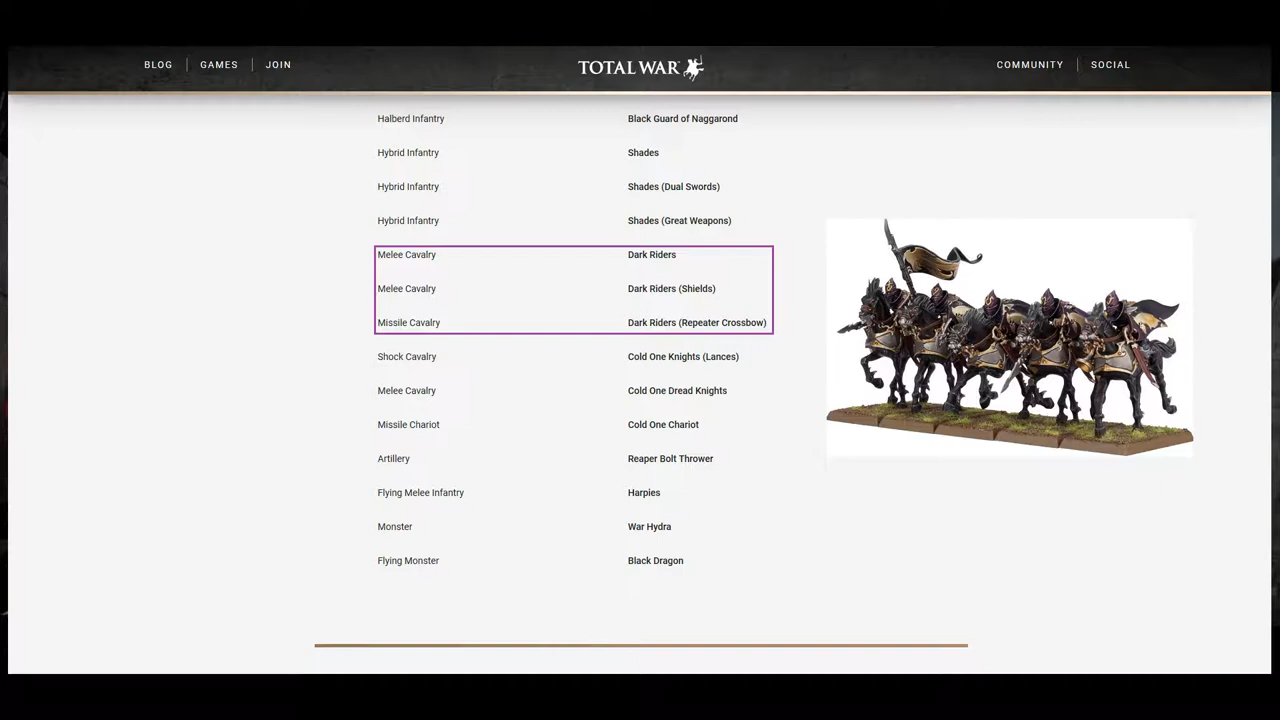 BLOG GAMES JOIN TOTAL WAR COMMUNITY SOCIAL
Halberd Infantry Black Guard of Naggarond
Hybrid Infantry Shades
Hybrid Infantry Shades (Dual Swords)
Hybrid Infantry Shades (Great Weapons)
Melee Cavalry Dark Riders
Melee Cavalry Dark Riders (Shields)
Missile Cavalry Dark Riders (Repeater Crossbow)
Shock Cavalry Cold One Knights (Lances)
Melee Cavalry Cold One Dread Knights
Missile Chariot Cold One Chariot
Artillery Reaper Bolt Thrower
Flying Melee Infantry Harpies
Monster War Hydra
Flying Monster Black Dragon